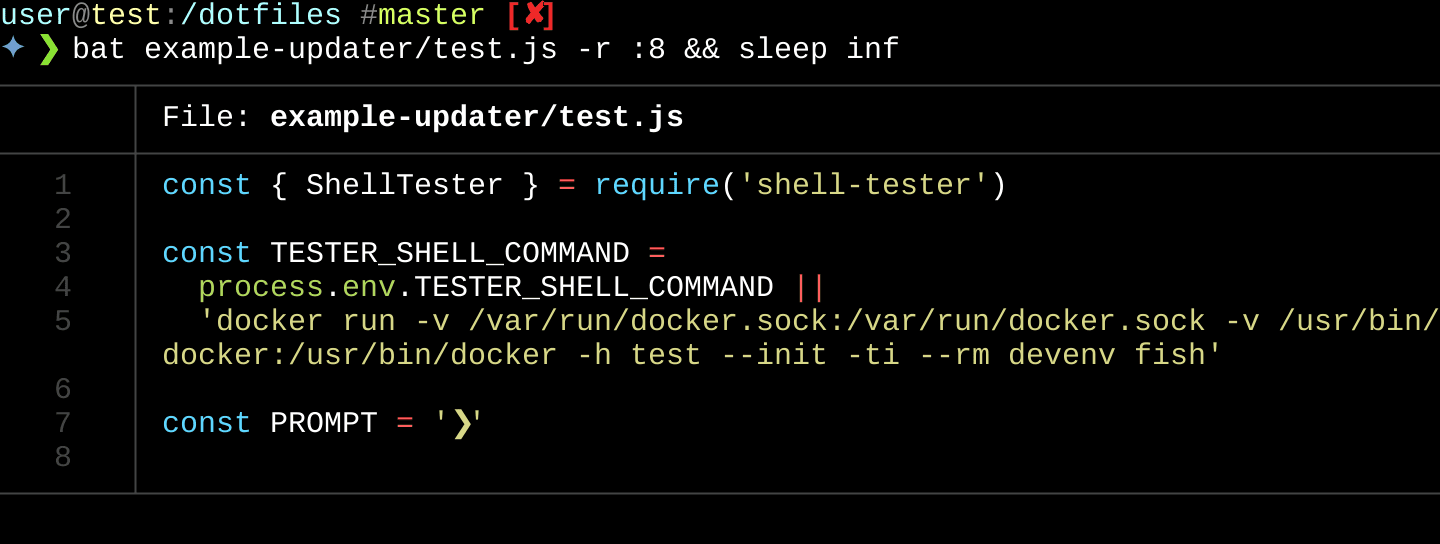 user@test:/dotfiles #master [✘]
✦ ❯ bat example-updater/test.js -r :8 && sleep inf
File: example-updater/test.js
1 const { ShellTester } = require('shell-tester')
2
3 const TESTER_SHELL_COMMAND =
4 process.env.TESTER_SHELL_COMMAND ||
5 'docker run -v /var/run/docker.sock:/var/run/docker.sock -v /usr/bin/
docker:/usr/bin/docker -h test --init -ti --rm devenv fish'
6
7 const PROMPT = '❯'
8